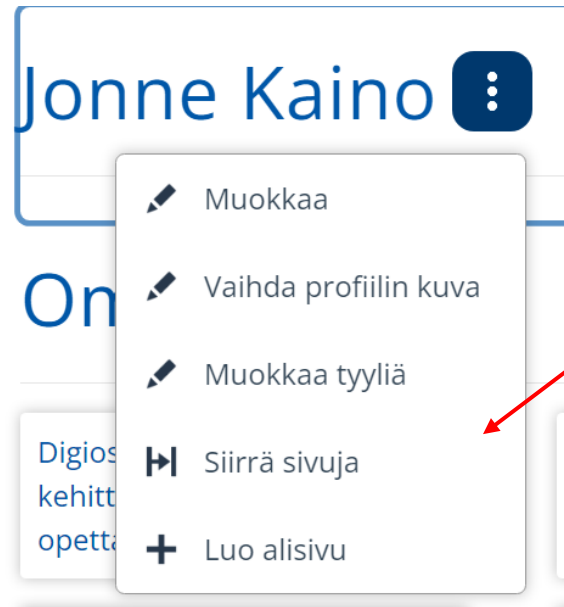 Jonne Kaino
Muokkaa
Vaihda profiilin kuva
Muokkaa tyyliä
Siirrä sivuja
Luo alisivu